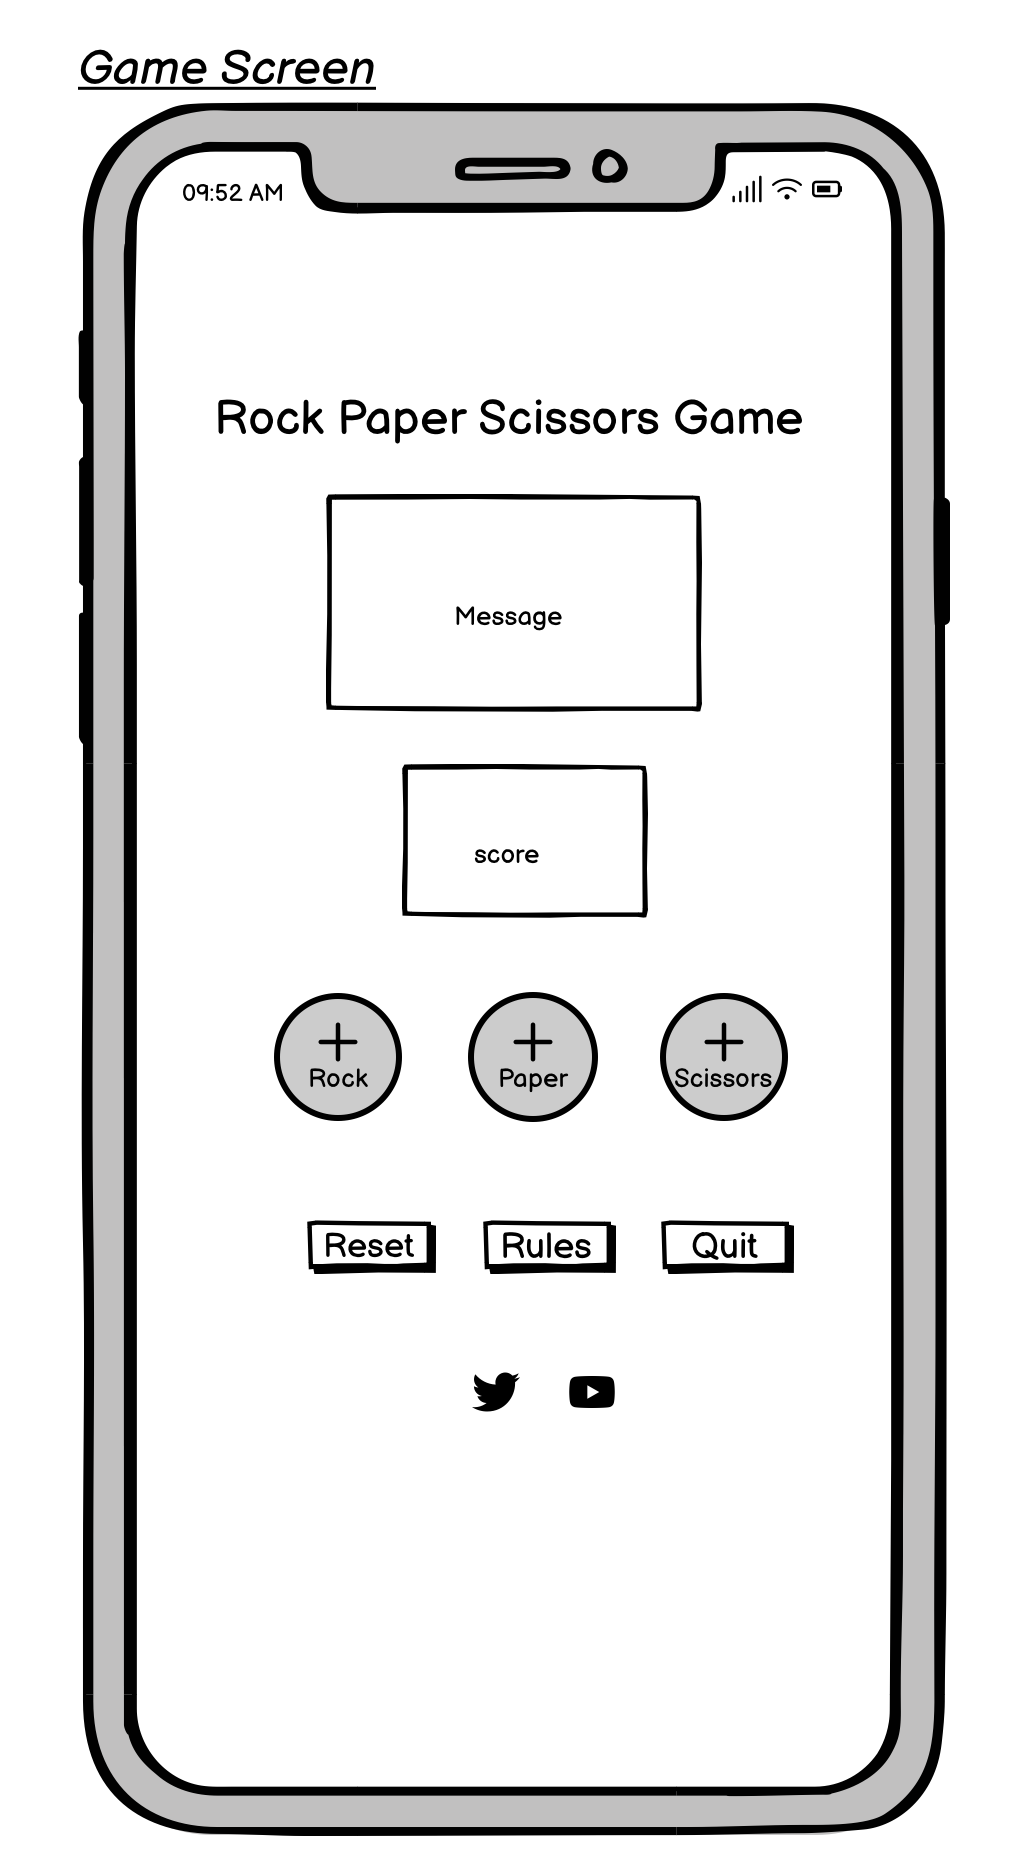 Game Screen
09:52 AM
Rock Paper Scissors Game
Message
score
Rock Paper Scissors
Reset Rules Quit